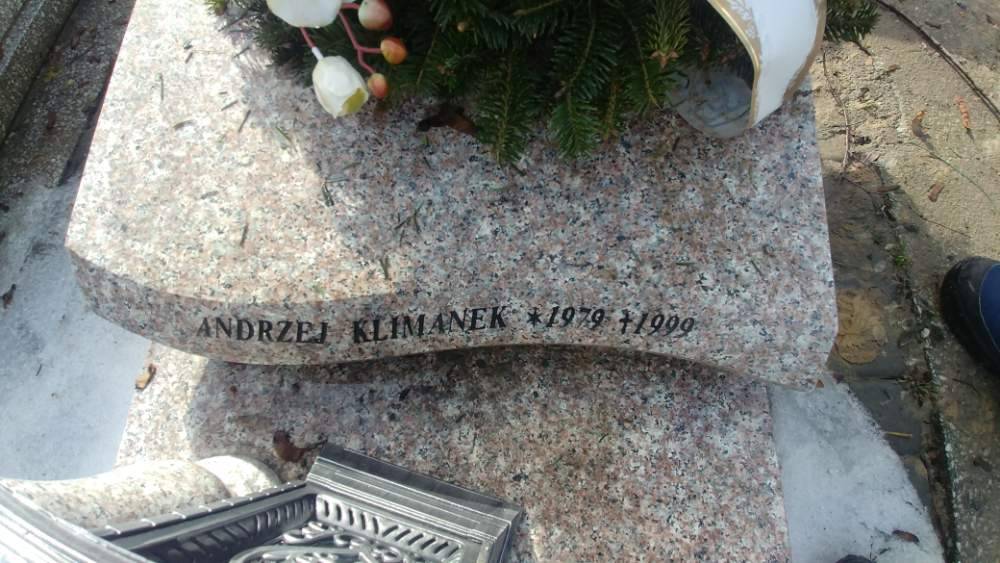 ANDRZEJ KLIMANEK *1979 †1999